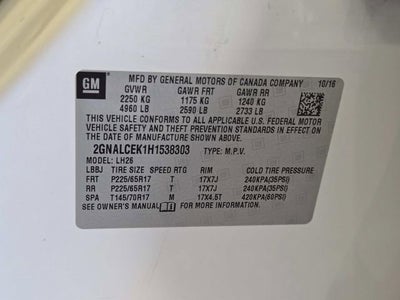 GM
MFD BY GENERAL MOTORS OF CANADA COMPANY 10/16
GVWR GAWR FRT GAWR RR
2250 KG 1175 KG 1240 KG
4960 LB 2590 LB 2733 LB
THIS VEHICLE CONFORMS TO ALL APPLICABLE U.S. FEDERAL
MOTOR VEHICLE SAFETY AND THEFT PREVENTION
STANDARDS IN EFFECT ON
THE DATE OF MANUFACTURE SHOWN ABOVE.
2GNALCEK1H1538303 TYPE: M.P.V.
MODEL: LH26
LBBJ TIRE SIZE SPEED RTG RIM COLD TIRE PRESSURE
FRT P225/65R17 T 17X7J 240KPA(35PSI)
RR P225/65R17 T 17X7J 240KPA(35PSI)
SPA T145/70R17 M 17X4.5T 420KPA(60PSI)
SEE OWNER'S MANUAL FOR MORE INFORMATION.